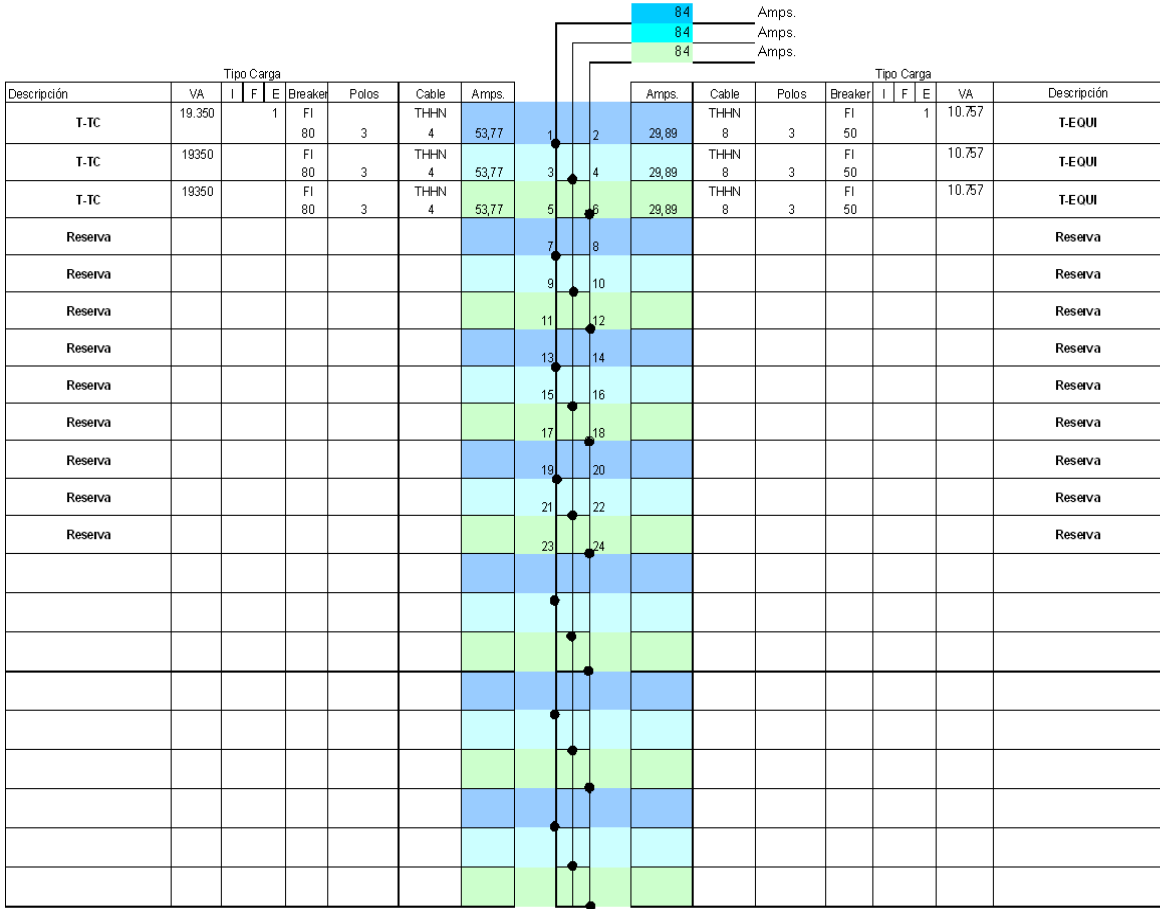 84 Amps.
84 Amps.
84 Amps.
Tipo Carga Tipo Carga
Descripción VA I F E Breaker Polos Cable Amps. Amps. Cable Polos Breaker I F E VA Descripción
T-TC 19.350 1 FI 80 3 THHN 4 53,77 1 2 29,89 THHN 8 3 FI 50 1 10.757 T-EQUI
T-TC 19350 FI 80 3 THHN 4 53,77 3 4 29,89 THHN 8 3 FI 50 10.757 T-EQUI
T-TC 19350 FI 80 3 THHN 4 53,77 5 6 29,89 THHN 8 3 FI 50 10.757 T-EQUI
Reserva 7 8 Reserva
Reserva 9 10 Reserva
Reserva 11 12 Reserva
Reserva 13 14 Reserva
Reserva 15 16 Reserva
Reserva 17 18 Reserva
Reserva 19 20 Reserva
Reserva 21 22 Reserva
Reserva 23 24 Reserva